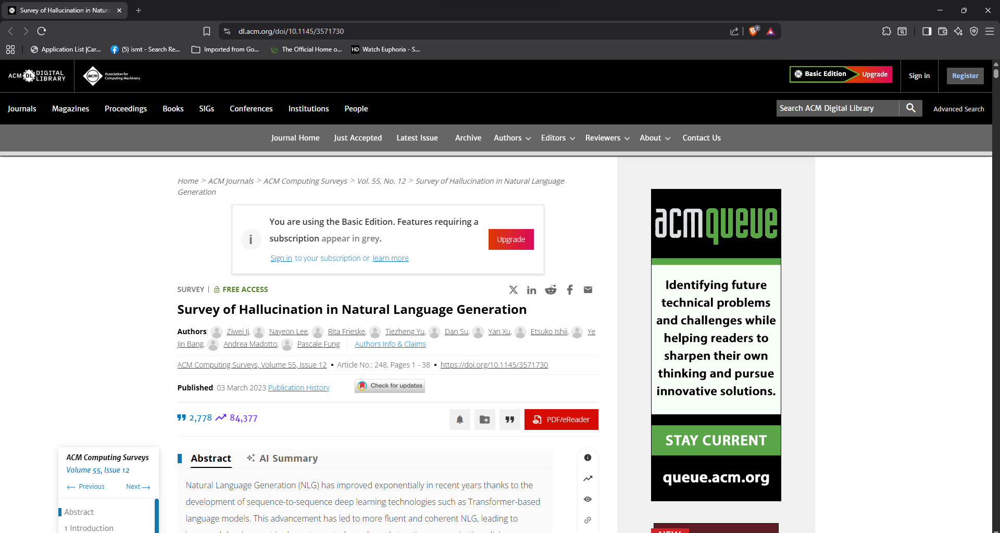 Survey of Hallucination in Natura
dl.acm.org/doi/10.1145/3571730
7
Application List |Car...
(5) ismt - Search Re...
Imported from Go...
The Official Home o...
HD Watch Euphoria - S...
ACM DL DIGITAL LIBRARY
acm Association for Computing Machinery
Basic Edition
Upgrade
Sign in
Register
Journals
Magazines
Proceedings
Books
SIGs
Conferences
Institutions
People
Search ACM Digital Library
Advanced Search
Journal Home
Just Accepted
Latest Issue
Archive
Authors
Editors
Reviewers
About
Contact Us
Home > ACM Journals > ACM Computing Surveys > Vol. 55, No. 12 > Survey of Hallucination in Natural Language
Generation
You are using the Basic Edition. Features requiring a
subscription appear in grey.
Sign in to your subscription or learn more
Upgrade
SURVEY | FREE ACCESS
Survey of Hallucination in Natural Language Generation
Authors: Ziwei Ji, Nayeon Lee, Rita Frieske, Tiezheng Yu, Dan Su, Yan Xu, Etsuko Ishii, Ye
Jin Bang, Andrea Madotto, Pascale Fung Authors Info & Claims
ACM Computing Surveys, Volume 55, Issue 12 • Article No.: 248, Pages 1 - 38 • https://doi.org/10.1145/3571730
Published: 03 March 2023 Publication History
Check for updates
2,778 84,377
PDF/eReader
ACM Computing Surveys
Volume 55, Issue 12
← Previous
Next →
Abstract
1 Introduction
Abstract
AI Summary
Natural Language Generation (NLG) has improved exponentially in recent years thanks to the
development of sequence-to-sequence deep learning technologies such as Transformer-based
language models. This advancement has led to more fluent and coherent NLG, leading to
acmqueue
Identifying future
technical problems
and challenges while
helping readers to
sharpen their own
thinking and pursue
innovative solutions.
STAY CURRENT
queue.acm.org
NEW